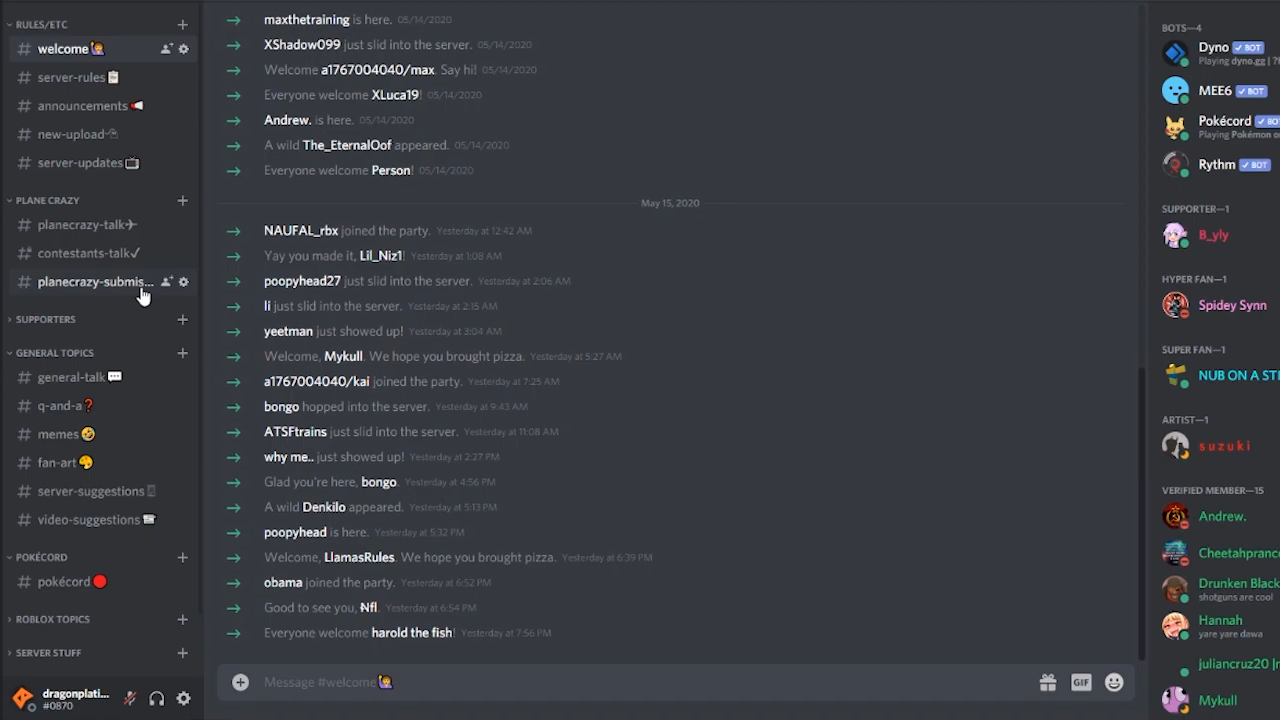 RULES/ETC
# welcome🙋
# server-rules📋
# announcements📣
# new-upload
# server-updates📺
PLANE CRAZY
# planecrazy-talk✈
# contestants-talk✓
# planecrazy-submis...
SUPPORTERS
GENERAL TOPICS
# general-talk💬
# q-and-a❓
# memes🤣
# fan-art🎨
# server-suggestions
# video-suggestions
POKÉCORD
# pokécord🔴
ROBLOX TOPICS
SERVER STUFF
dragonplati...
#0870
maxthetraining is here. 05/14/2020
XShadow099 just slid into the server. 05/14/2020
Welcome a1767004040/max. Say hi! 05/14/2020
Everyone welcome XLuca19! 05/14/2020
Andrew. is here. 05/14/2020
A wild The_EternalOof appeared. 05/14/2020
Everyone welcome Person! 05/14/2020
May 15, 2020
NAUFAL_rbx joined the party. Yesterday at 12:42 AM
Yay you made it, Lil_Niz1! Yesterday at 1:08 AM
poopyhead27 just slid into the server. Yesterday at 2:06 AM
li just slid into the server. Yesterday at 2:15 AM
yeetman just showed up! Yesterday at 3:04 AM
Welcome, Mykull. We hope you brought pizza. Yesterday at 5:27 AM
a1767004040/kai joined the party. Yesterday at 7:25 AM
bongo hopped into the server. Yesterday at 9:43 AM
ATSFtrains just slid into the server. Yesterday at 11:08 AM
why me.. just showed up! Yesterday at 2:27 PM
Glad you're here, bongo. Yesterday at 4:56 PM
A wild Denkilo appeared. Yesterday at 5:13 PM
poopyhead is here. Yesterday at 5:32 PM
Welcome, LlamasRules. We hope you brought pizza. Yesterday at 6:39 PM
obama joined the party. Yesterday at 6:52 PM
Good to see you, Nfl. Yesterday at 6:54 PM
Everyone welcome harold the fish! Yesterday at 7:56 PM
Message #welcome🙋
GIF
BOTS—4
Dyno ✓ BOT
Playing dyno.gg | ?
MEE6 ✓ BOT
Pokécord ✓ BO
Playing Pokémon o
Rythm ✓ BOT
SUPPORTER—1
B_yly
HYPER FAN—1
Spidey Synn
SUPER FAN—1
NUB ON A ST
ARTIST—1
suzuki
VERIFIED MEMBER—15
Andrew.
Cheetahpranc
Drunken Black
shotguns are cool
Hannah
yare yare dawa
juliancruz20 |r
Mykull